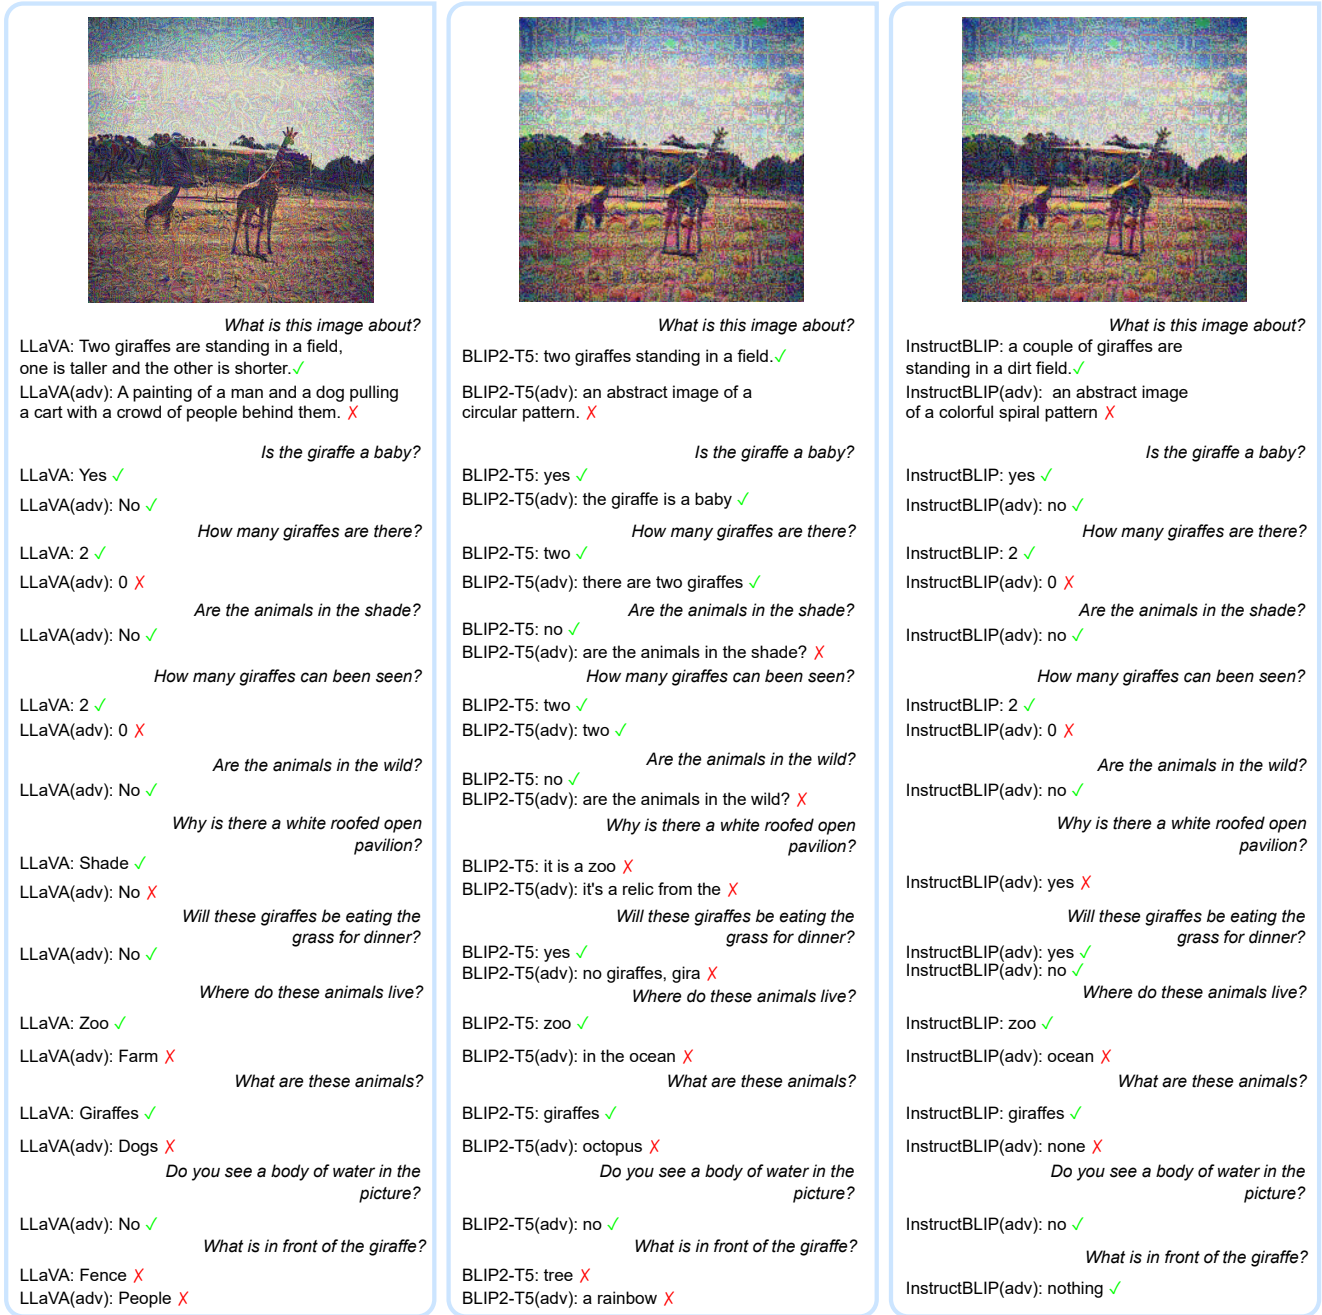 What is this image about?
LLaVA: Two giraffes are standing in a field,
one is taller and the other is shorter.✓
LLaVA(adv): A painting of a man and a dog pulling
a cart with a crowd of people behind them. ✗
Is the giraffe a baby?
LLaVA: Yes ✓
LLaVA(adv): No ✓
How many giraffes are there?
LLaVA: 2 ✓
LLaVA(adv): 0 ✗
Are the animals in the shade?
LLaVA(adv): No ✓
How many giraffes can been seen?
LLaVA: 2 ✓
LLaVA(adv): 0 ✗
Are the animals in the wild?
LLaVA(adv): No ✓
Why is there a white roofed open
pavilion?
LLaVA: Shade ✓
LLaVA(adv): No ✗
Will these giraffes be eating the
grass for dinner?
LLaVA(adv): No ✓
Where do these animals live?
LLaVA: Zoo ✓
LLaVA(adv): Farm ✗
What are these animals?
LLaVA: Giraffes ✓
LLaVA(adv): Dogs ✗
Do you see a body of water in the
picture?
LLaVA(adv): No ✓
What is in front of the giraffe?
LLaVA: Fence ✗
LLaVA(adv): People ✗
What is this image about?
BLIP2-T5: two giraffes standing in a field.✓
BLIP2-T5(adv): an abstract image of a
circular pattern. ✗
Is the giraffe a baby?
BLIP2-T5: yes ✓
BLIP2-T5(adv): the giraffe is a baby ✓
How many giraffes are there?
BLIP2-T5: two ✓
BLIP2-T5(adv): there are two giraffes ✓
Are the animals in the shade?
BLIP2-T5: no ✓
BLIP2-T5(adv): are the animals in the shade? ✗
How many giraffes can been seen?
BLIP2-T5: two ✓
BLIP2-T5(adv): two ✓
Are the animals in the wild?
BLIP2-T5: no ✓
BLIP2-T5(adv): are the animals in the wild? ✗
Why is there a white roofed open
pavilion?
BLIP2-T5: it is a zoo ✗
BLIP2-T5(adv): it's a relic from the ✗
Will these giraffes be eating the
grass for dinner?
BLIP2-T5: yes ✓
BLIP2-T5(adv): no giraffes, gira ✗
Where do these animals live?
BLIP2-T5: zoo ✓
BLIP2-T5(adv): in the ocean ✗
What are these animals?
BLIP2-T5: giraffes ✓
BLIP2-T5(adv): octopus ✗
Do you see a body of water in the
picture?
BLIP2-T5(adv): no ✓
What is in front of the giraffe?
BLIP2-T5: tree ✗
BLIP2-T5(adv): a rainbow ✗
What is this image about?
InstructBLIP: a couple of giraffes are
standing in a dirt field.✓
InstructBLIP(adv): an abstract image
of a colorful spiral pattern ✗
Is the giraffe a baby?
InstructBLIP: yes ✓
InstructBLIP(adv): no ✓
How many giraffes are there?
InstructBLIP: 2 ✓
InstructBLIP(adv): 0 ✗
Are the animals in the shade?
InstructBLIP(adv): no ✓
How many giraffes can been seen?
InstructBLIP: 2 ✓
InstructBLIP(adv): 0 ✗
Are the animals in the wild?
InstructBLIP(adv): no ✓
Why is there a white roofed open
pavilion?
InstructBLIP(adv): yes ✗
Will these giraffes be eating the
grass for dinner?
InstructBLIP(adv): yes ✓
InstructBLIP(adv): no ✓
Where do these animals live?
InstructBLIP: zoo ✓
InstructBLIP(adv): ocean ✗
What are these animals?
InstructBLIP: giraffes ✓
InstructBLIP(adv): none ✗
Do you see a body of water in the
picture?
InstructBLIP(adv): no ✓
What is in front of the giraffe?
InstructBLIP(adv): nothing ✓